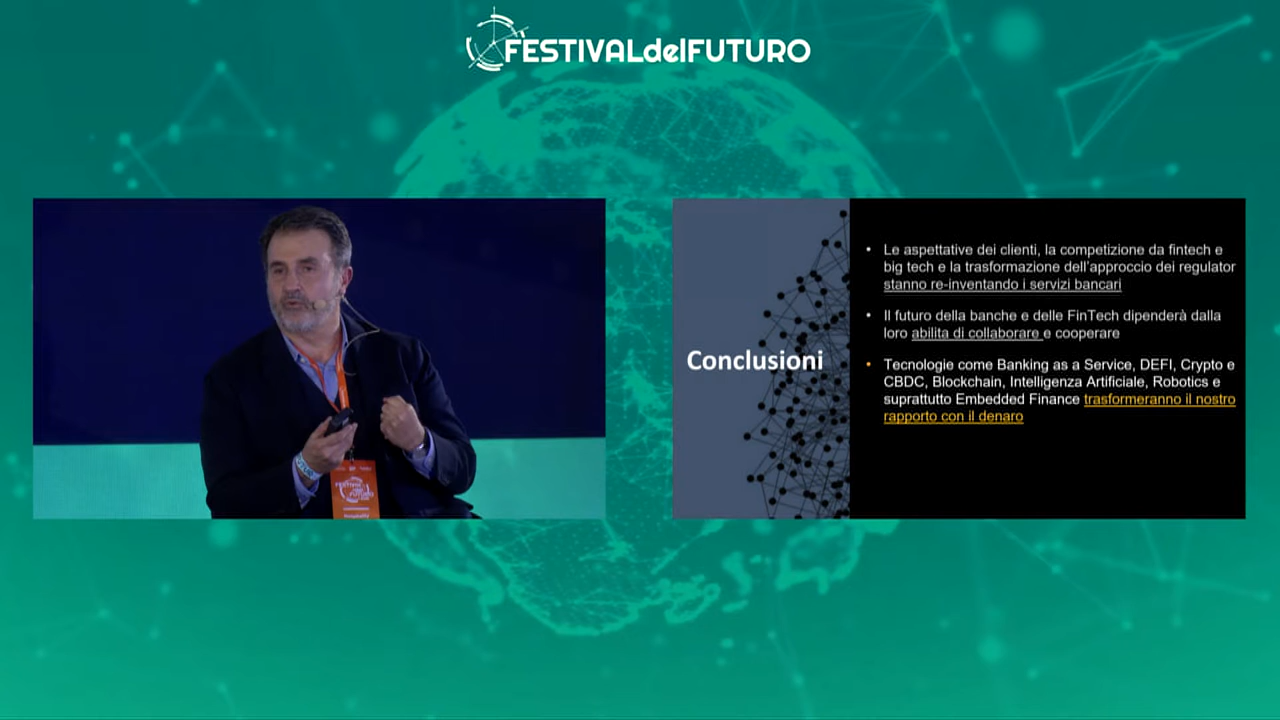 FESTIVALdelFUTURO
Conclusioni
• Le aspettative dei clienti, la competizione da fintech e
big tech e la trasformazione dell'approccio dei regulator
stanno re-inventando i servizi bancari
• Il futuro della banche e delle FinTech dipenderà dalla
loro abilita di collaborare e cooperare
• Tecnologie come Banking as a Service, DEFI, Crypto e
CBDC, Blockchain, Intelligenza Artificiale, Robotics e
suprattutto Embedded Finance trasformeranno il nostro
rapporto con il denaro
FESTIVAL
del
FUTURO